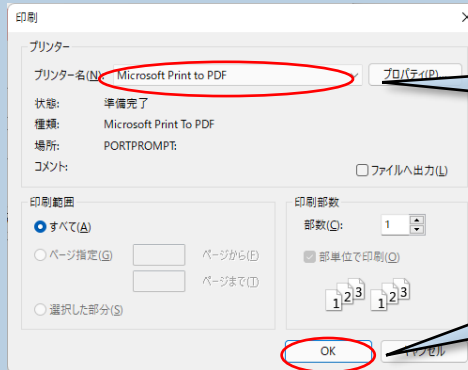 印刷
プリンター
プリンター名(N): Microsoft Print to PDF プロパティ(P)...
状態: 準備完了
種類: Microsoft Print To PDF
場所: PORTPROMPT:
コメント: ファイルへ出力(L)
印刷範囲
すべて(A)
ページ指定(G) ページから(F)
ページまで(T)
選択した部分(S)
印刷部数
部数(C): 1
部単位で印刷(O)
1 2 3 1 2 3
OK キャンセル